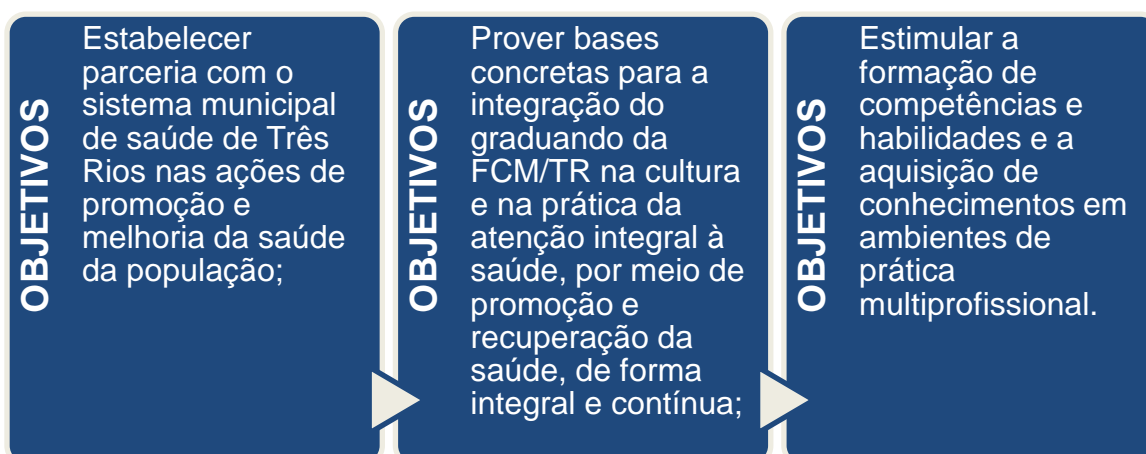 OBJETIVOS
Estabelecer
parceria com o
sistema municipal
de saúde de Três
Rios nas ações de
promoção e
melhoria da saúde
da população;
OBJETIVOS
Prover bases
concretas para a
integração do
graduando da
FCM/TR na cultura
e na prática da
atenção integral à
saúde, por meio de
promoção e
recuperação da
saúde, de forma
integral e contínua;
OBJETIVOS
Estimular a
formação de
competências e
habilidades e a
aquisição de
conhecimentos em
ambientes de
prática
multiprofissional.